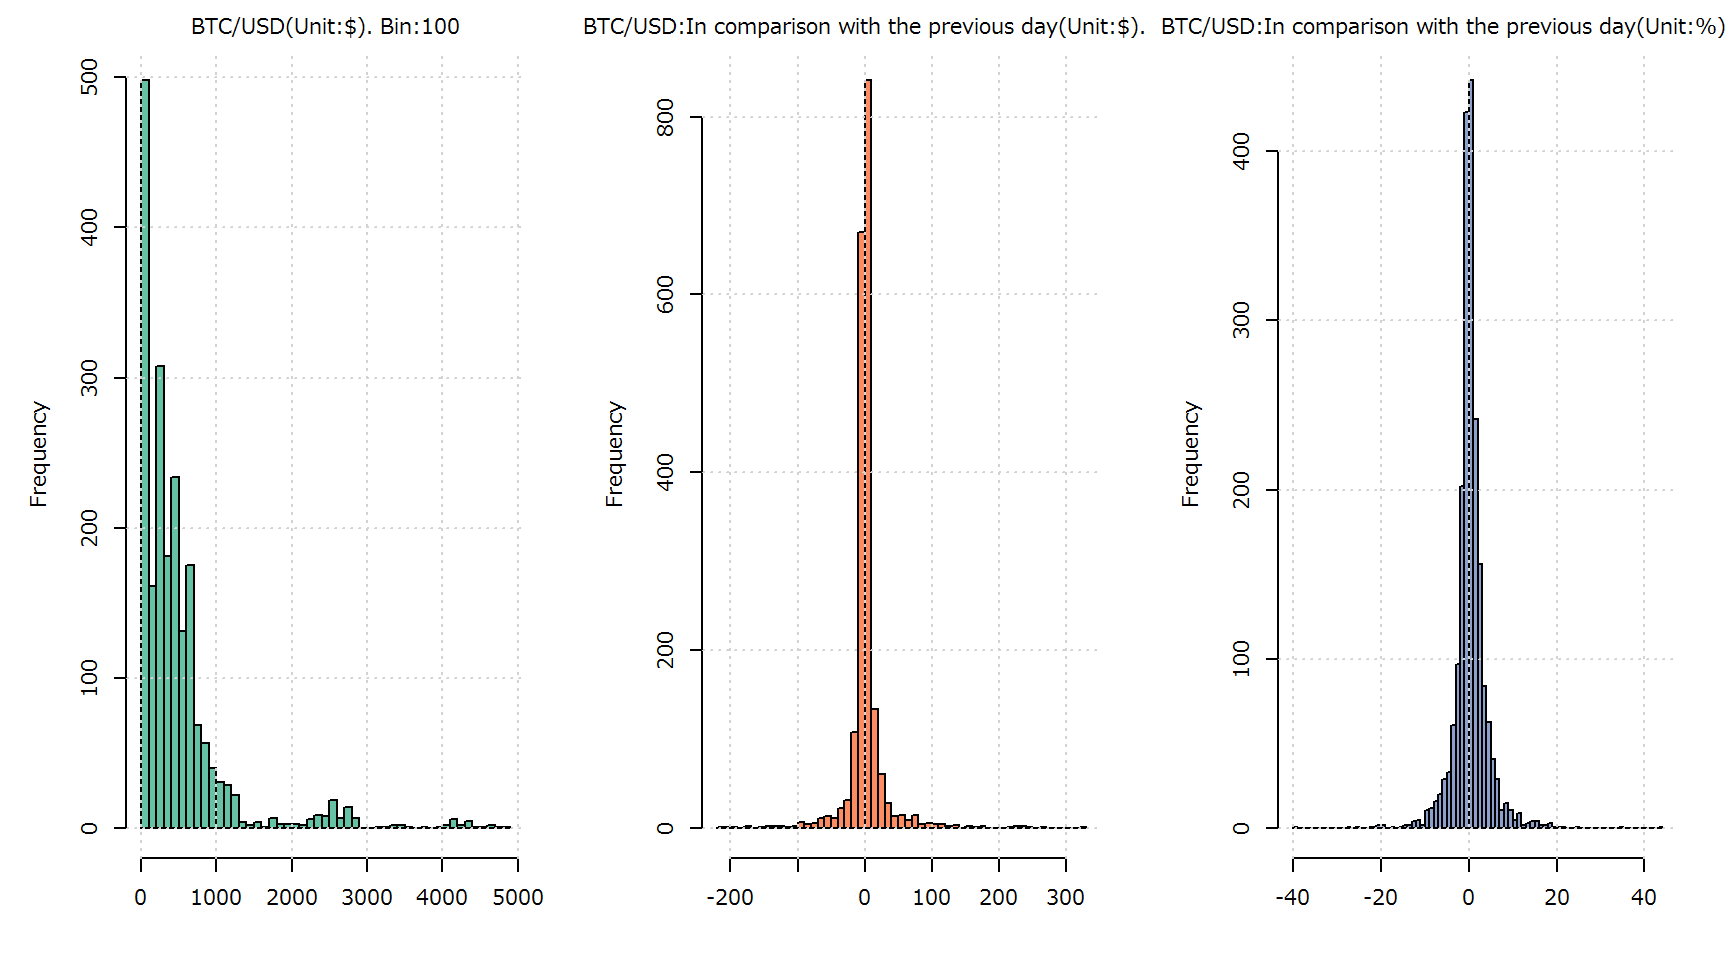 BTC/USD(Unit:$). Bin:100
Frequency
500
400
300
200
100
0
0 1000 2000 3000 4000 5000
BTC/USD:In comparison with the previous day(Unit:$).
Frequency
800
600
400
200
0
-200 0 100 200 300
BTC/USD:In comparison with the previous day(Unit:%)
Frequency
400
300
200
100
0
-40 -20 0 20 40